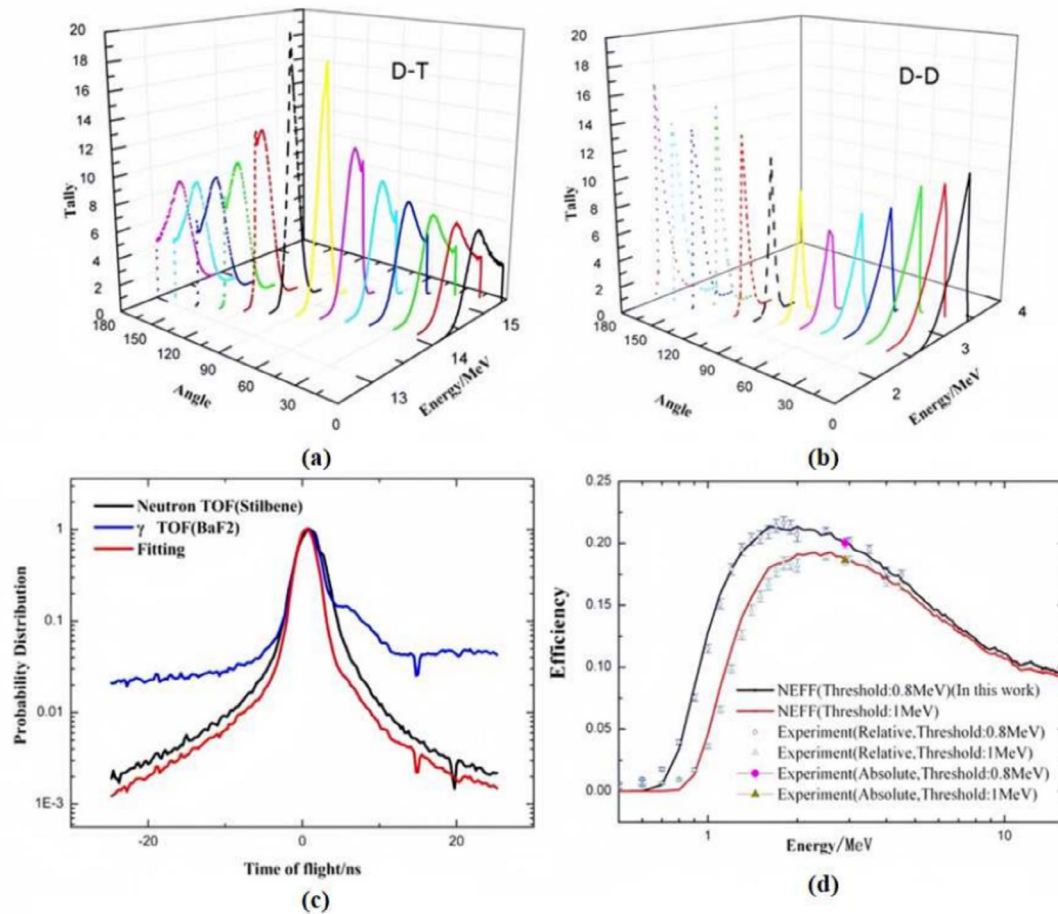 D-T
20
18
16
14
12
10
8
6
4
2
0
Tally
180
150
120
90
60
30
0
Angle
13
14
15
Energy/MeV
(a)
D-D
20
18
16
14
12
10
8
6
4
2
0
Tally
180
150
120
90
60
30
0
Angle
2
3
4
Energy/MeV
(b)
Neutron TOF(Stilbene)
γ TOF(BaF2)
Fitting
1
0.1
0.01
1E-3
Probability Distribution
-20
0
20
Time of flight/ns
(c)
0.25
0.20
0.15
0.10
0.05
0.00
Efficiency
NEFF(Threshold:0.8MeV)(In this work)
NEFF(Threshold:1MeV)
Experiment(Relative,Threshold:0.8MeV)
Experiment(Relative,Threshold:1MeV)
Experiment(Absolute,Threshold:0.8MeV)
Experiment(Absolute,Threshold:1MeV)
1
10
Energy/MeV
(d)